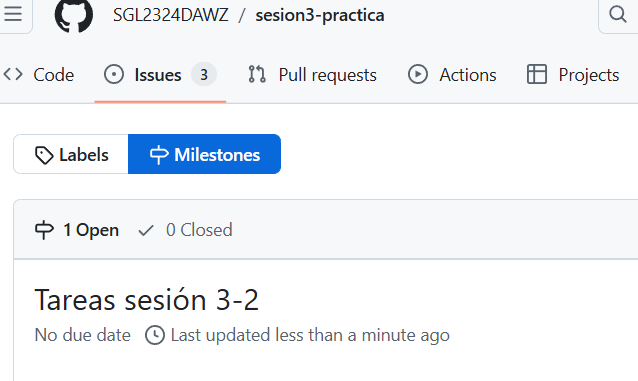 SGL2324DAWZ / sesion3-practica
Code Issues 3 Pull requests Actions Projects
Labels Milestones
1 Open 0 Closed
Tareas sesión 3-2
No due date Last updated less than a minute ago